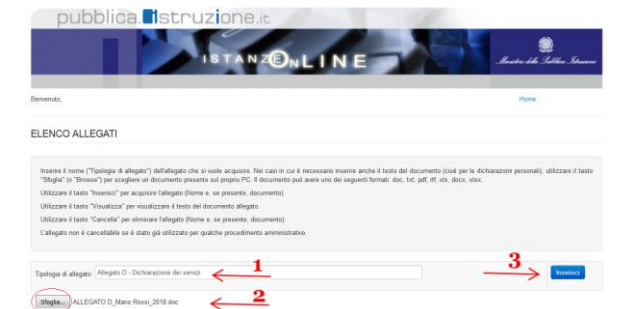 pubblica.istruzione.it
ISTANZE ONLINE
Ministero della Pubblica Istruzione
Benvenuto,
Home
ELENCO ALLEGATI
Inserire il nome ("Tipologia di allegato") dell'allegato che si vuole acquisire. Nei casi in cui è necessario inserire anche il testo del documento (cioè per le dichiarazioni personali), utilizzare il tasto
"Sfoglia" (o "Browse") per scegliere un documento presente sul proprio PC. Il documento può avere uno dei seguenti formati: doc, txt, pdf, rtf, xls, docx, xlsx.
Utilizzare il tasto "Inserisci" per acquisire l'allegato (Nome e, se presente, documento).
Utilizzare il tasto "Visualizza" per visualizzare il testo del documento allegato.
Utilizzare il tasto "Cancella" per eliminare l'allegato (Nome e, se presente, documento).
L'allegato non è cancellabile se è stato già utilizzato per qualche procedimento amministrativo.
Tipologia di allegato: Allegato D - Dichiarazione dei servizi 1 3 Inserisci
Sfoglia... ALLEGATO D_Mario Rossi_2018.doc 2